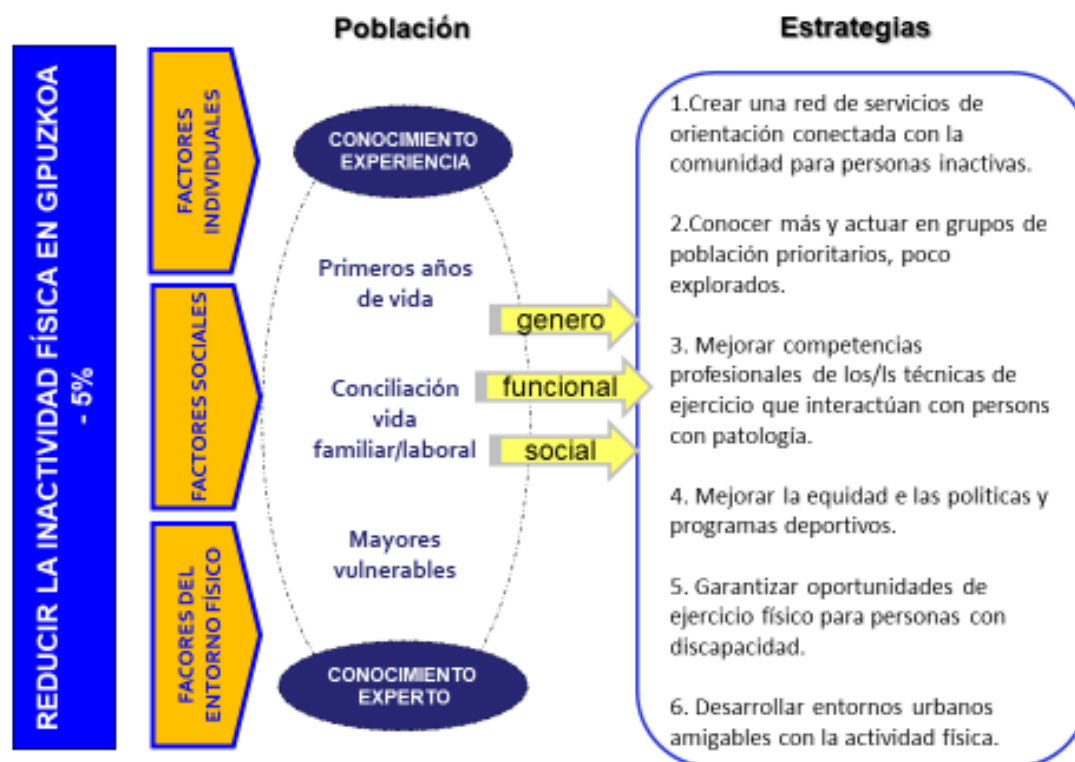 Población
Estrategias
REDUCIR LA INACTIVIDAD FÍSICA EN GIPUZKOA
- 5%
FACTORES
INDIVIDUALES
FACTORES SOCIALES
FACORES DEL
ENTORNO FÍSICO
CONOCIMIENTO
EXPERIENCIA
Primeros años
de vida
Conciliación
vida
familiar/laboral
Mayores
vulnerables
CONOCIMIENTO
EXPERTO
genero
funcional
social
1.Crear una red de servicios de
orientación conectada con la
comunidad para personas inactivas.
2.Conocer más y actuar en grupos de
población prioritarios, poco
explorados.
3. Mejorar competencias
profesionales de los/ls técnicas de
ejercicio que interactúan con persons
con patología.
4. Mejorar la equidad e las politicas y
programas deportivos.
5. Garantizar oportunidades de
ejercicio físico para personas con
discapacidad.
6. Desarrollar entornos urbanos
amigables con la actividad física.